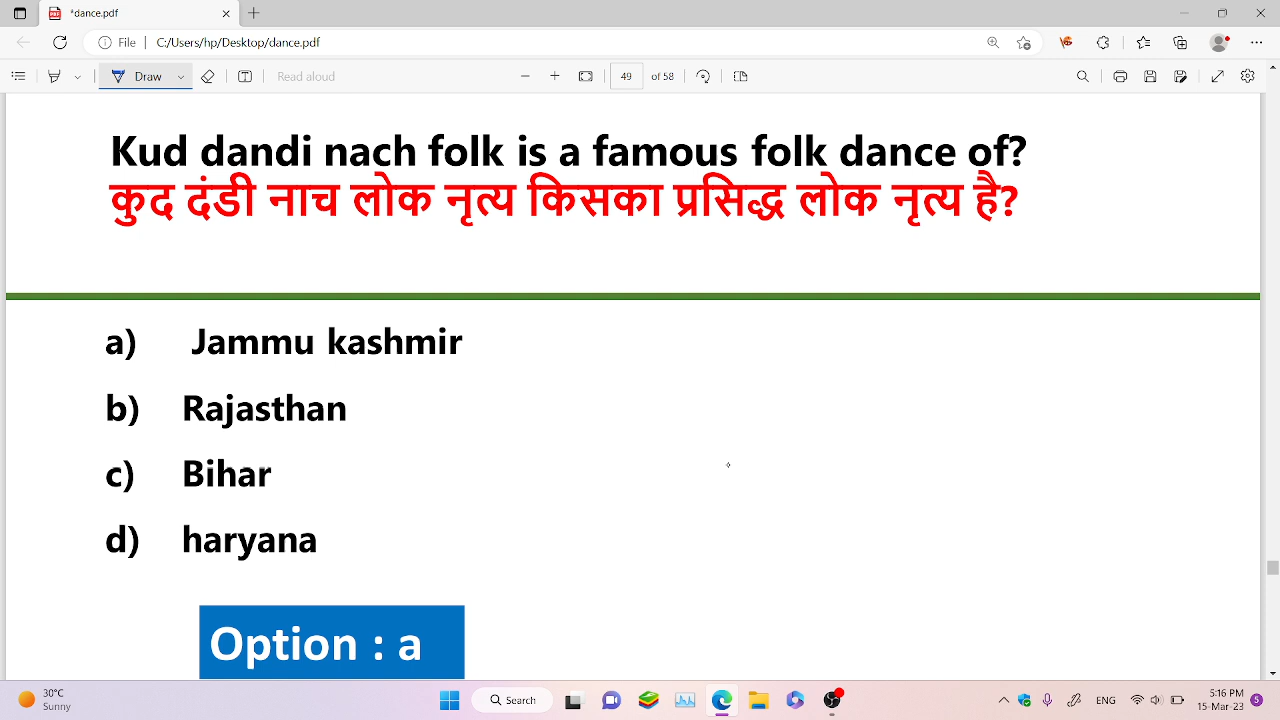 *dance.pdf
File C:/Users/hp/Desktop/dance.pdf
Draw Read aloud 49 of 58
Kud dandi nach folk is a famous folk dance of?
कुद दंडी नाच लोक नृत्य किसका प्रसिद्ध लोक नृत्य है?
a) Jammu kashmir
b) Rajasthan
c) Bihar
d) haryana
Option : a
30°C
Sunny
Search
ENG
5:16 PM
5-Mar-23
5